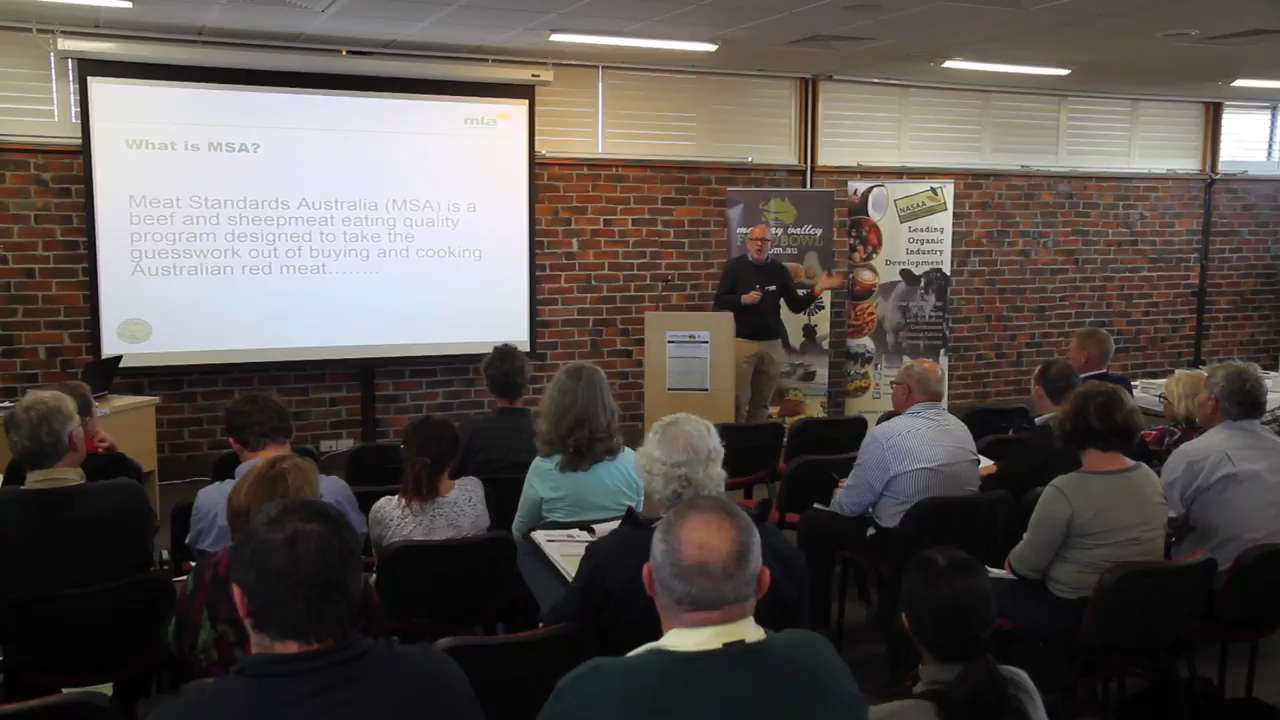 mla
What is MSA?
Meat Standards Australia (MSA) is a
beef and sheepmeat eating quality
program designed to take the
guesswork out of buying and cooking
Australian red meat........
valley
BOWL
.com.au
NASAA
Leading
Organic
Industry
Development